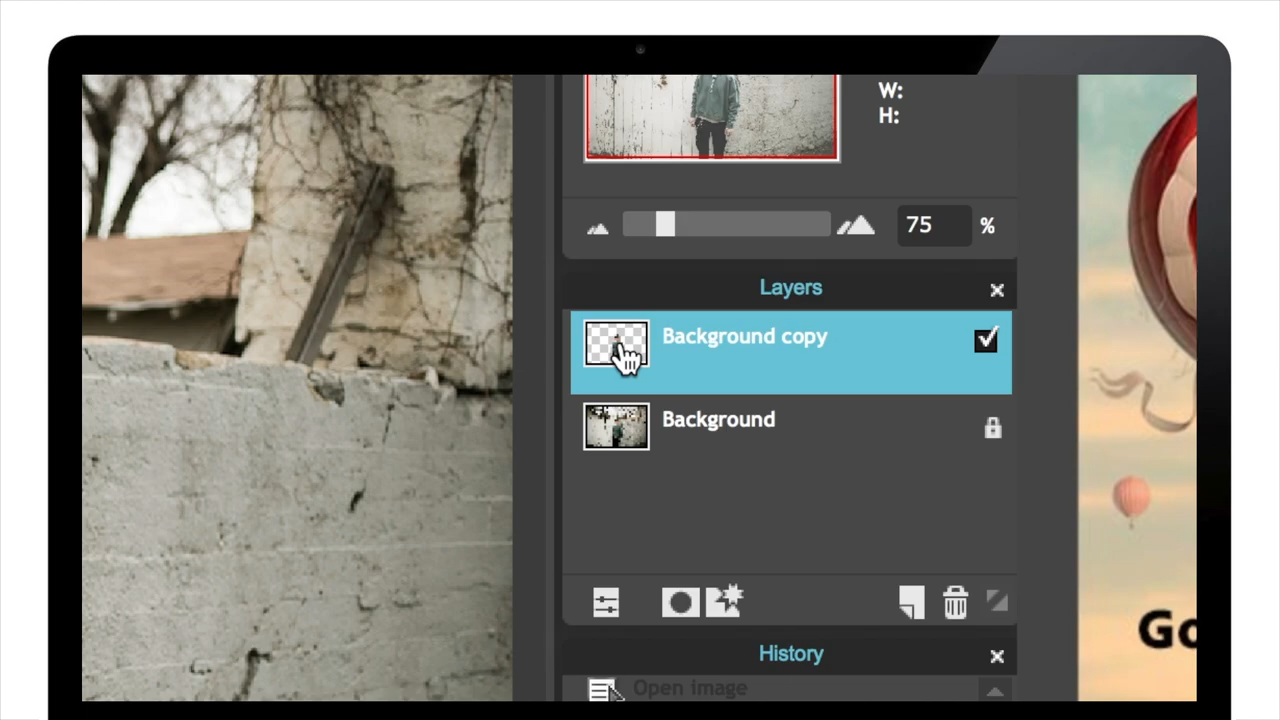 W:
H:
75 %
Layers
Background copy
Background
History
Open image
Go